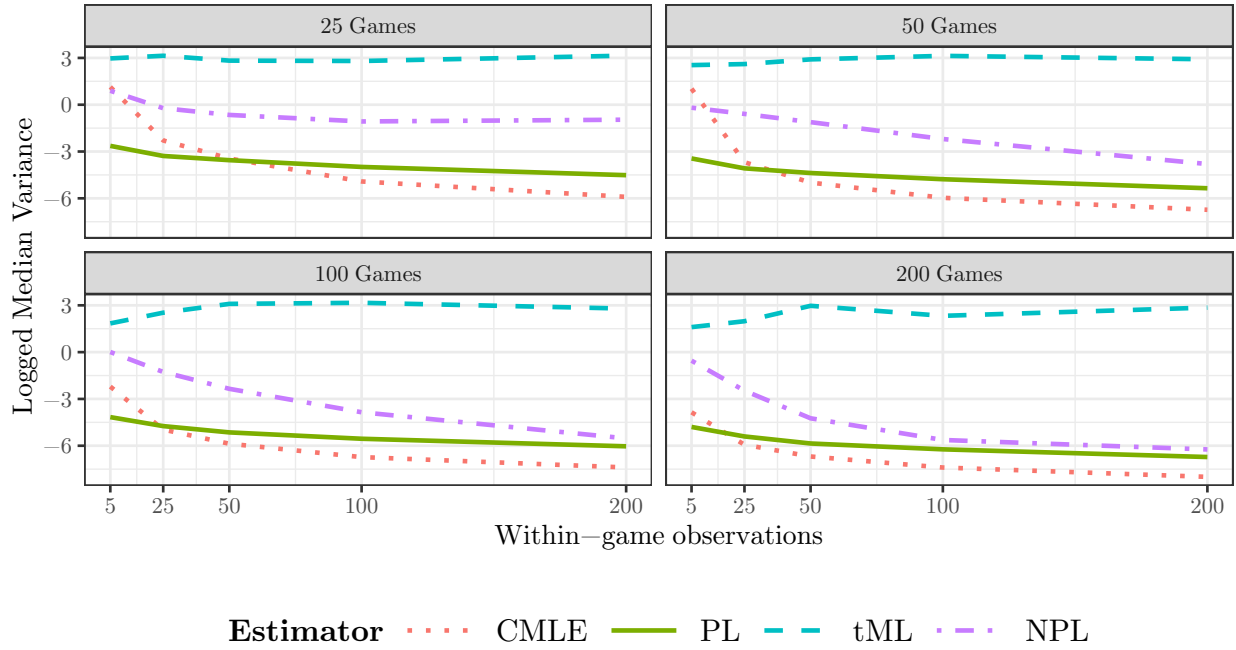 25 Games
50 Games
3
0
−3
−6
100 Games
200 Games
3
0
−3
−6
5 25 50 100 200
5 25 50 100 200
Logged Median Variance
Within−game observations
Estimator CMLE PL tML NPL